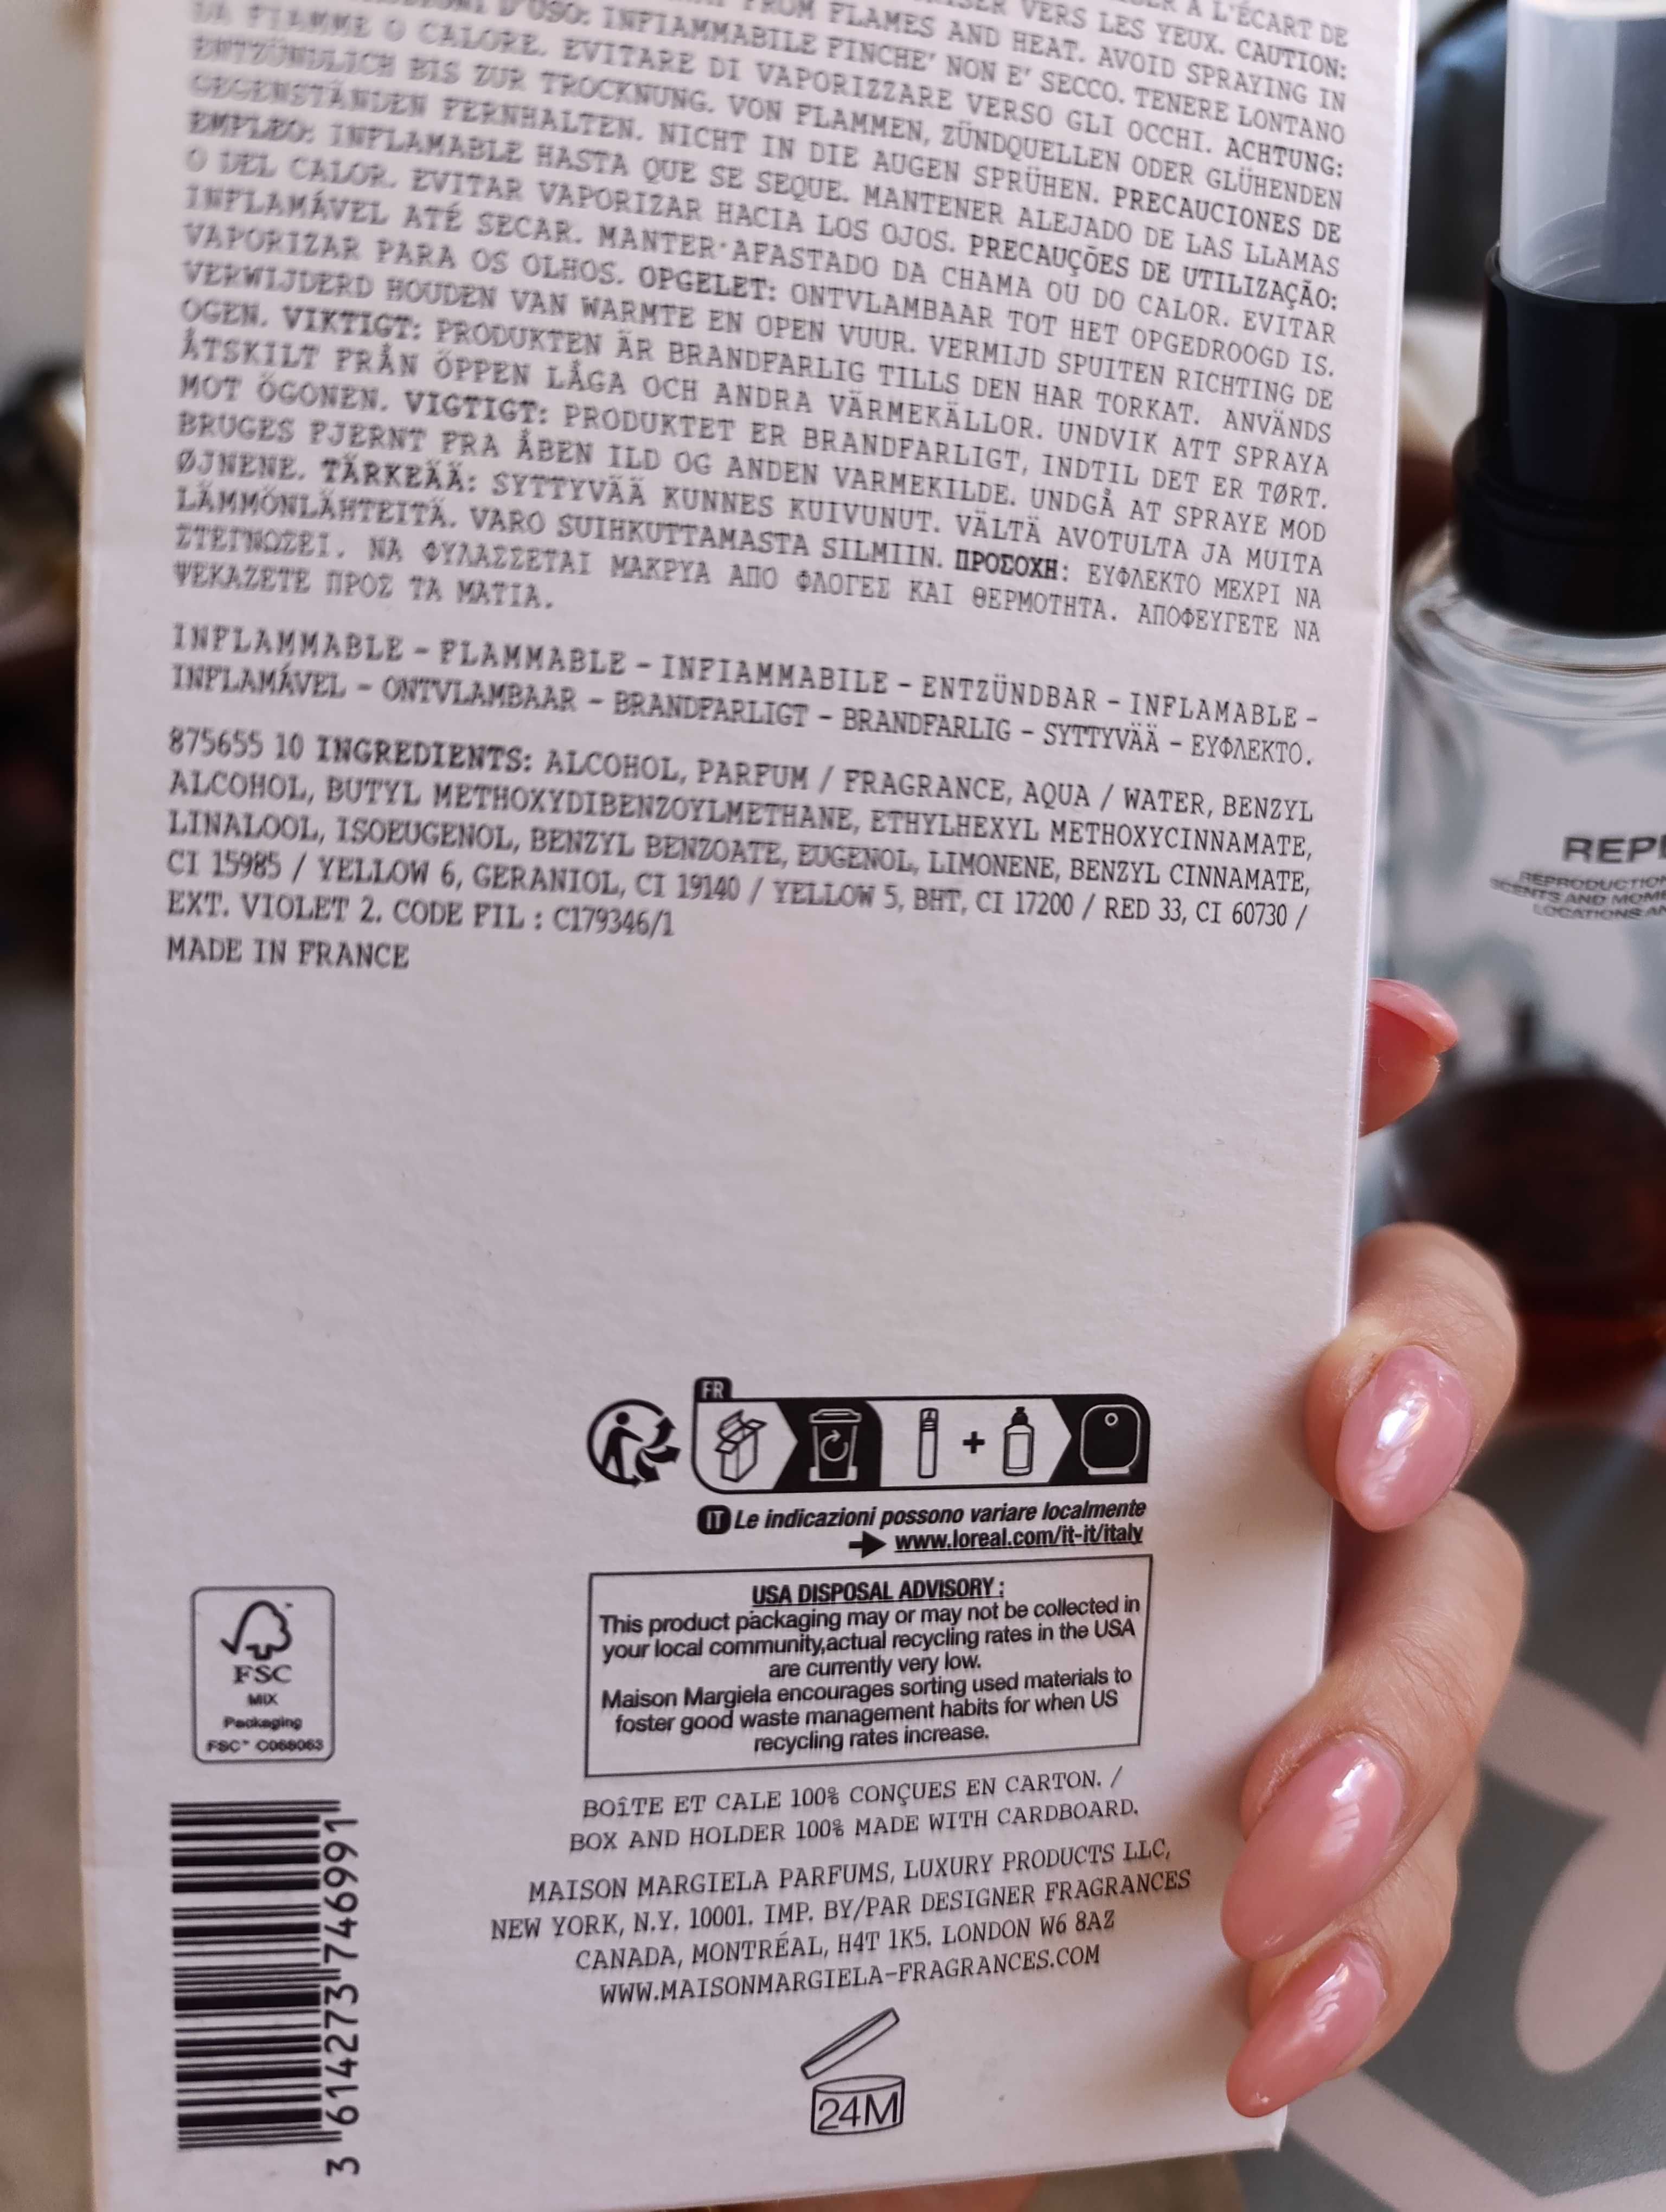 À L'ÉCART DE
VERS LES YEUX. CAUTION:
FROM FLAMES AND HEAT. AVOID SPRAYING IN
D'USO: INFIAMMABILE FINCHE' NON E' SECCO. TENERE LONTANO
DA FIAMME O CALORE. EVITARE DI VAPORIZZARE VERSO GLI OCCHI. ACHTUNG:
ENTZÜNDLICH BIS ZUR TROCKNUNG. VON FLAMMEN, ZÜNDQUELLEN ODER GLÜHENDEN
GEGENSTÄNDEN FERNHALTEN. NICHT IN DIE AUGEN SPRÜHEN. PRECAUCIONES DE
EMPLEO: INFLAMABLE HASTA QUE SE SEQUE. MANTENER ALEJADO DE LAS LLAMAS
O DEL CALOR. EVITAR VAPORIZAR HACIA LOS OJOS. PRECAUÇÕES DE UTILIZAÇÃO:
INFLAMÁVEL ATÉ SECAR. MANTER AFASTADO DA CHAMA OU DO CALOR. EVITAR
VAPORIZAR PARA OS OLHOS. OPGELET: ONTVLAMBAAR TOT HET OPGEDROOGD IS.
VERWIJDERD HOUDEN VAN WARMTE EN OPEN VUUR. VERMIJD SPUITEN RICHTING DE
OGEN. VIKTIGT: PRODUKTEN ÄR BRANDFARLIG TILLS DEN HAR TORKAT. ANVÄNDS
ÅTSKILT FRÅN ÖPPEN LÅGA OCH ANDRA VÄRMEKÄLLOR. UNDVIK ATT SPRAYA
MOT ÖGONEN. VIGTIGT: PRODUKTET ER BRANDFARLIGT, INDTIL DET ER TØRT.
BRUGES FJERNT FRA ÅBEN ILD OG ANDEN VARMEKILDE. UNDGÅ AT SPRAYE MOD
ØJNENE. TÄRKEÄÄ: SYTTYVÄÄ KUNNES KUIVUNUT. VÄLTÄ AVOTULTA JA MUITA
LÄMMÖNLÄHTEITÄ. VARO SUIHKUTTAMASTA SILMIIN. ΠΡΟΣΟΧΗ: ΕΥΦΛΕΚΤΟ ΜΕΧΡΙ ΝΑ
ΣΤΕΓΝΩΣΕΙ. ΝΑ ΦΥΛΑΣΣΕΤΑΙ ΜΑΚΡΥΑ ΑΠΟ ΦΛΟΓΕΣ ΚΑΙ ΘΕΡΜΟΤΗΤΑ. ΑΠΟΦΕΥΓΕΤΕ ΝΑ
ΨΕΚΑΖΕΤΕ ΠΡΟΣ ΤΑ ΜΑΤΙΑ.
INFLAMMABLE - FLAMMABLE - INFIAMMABILE - ENTZÜNDBAR - INFLAMABLE -
INFLAMÁVEL - ONTVLAMBAAR - BRANDFARLIGT - BRANDFARLIG - SYTTYVÄÄ - ΕΥΦΛΕΚΤΟ.
875655 10 INGREDIENTS: ALCOHOL, PARFUM / FRAGRANCE, AQUA / WATER, BENZYL
ALCOHOL, BUTYL METHOXYDIBENZOYLMETHANE, ETHYLHEXYL METHOXYCINNAMATE,
LINALOOL, ISOEUGENOL, BENZYL BENZOATE, EUGENOL, LIMONENE, BENZYL CINNAMATE,
CI 15985 / YELLOW 6, GERANIOL, CI 19140 / YELLOW 5, BHT, CI 17200 / RED 33, CI 60730 /
EXT. VIOLET 2. CODE FIL : C179346/1
MADE IN FRANCE
FR
IT Le indicazioni possono variare localmente
www.loreal.com/it-it/italy
USA DISPOSAL ADVISORY :
This product packaging may or may not be collected in
your local community,actual recycling rates in the USA
are currently very low.
Maison Margiela encourages sorting used materials to
foster good waste management habits for when US
recycling rates increase.
FSC
MIX
Packaging
FSC™ C068063
BOîTE ET CALE 100% CONÇUES EN CARTON. /
BOX AND HOLDER 100% MADE WITH CARDBOARD.
MAISON MARGIELA PARFUMS, LUXURY PRODUCTS LLC,
NEW YORK, N.Y. 10001. IMP. BY/PAR DESIGNER FRAGRANCES
CANADA, MONTRÉAL, H4T 1K5. LONDON W6 8AZ
WWW.MAISONMARGIELA-FRAGRANCES.COM
24M
3 614273 746991
REP
REPRODUCTION
SCENTS AND MOME
LOCATIONS AN